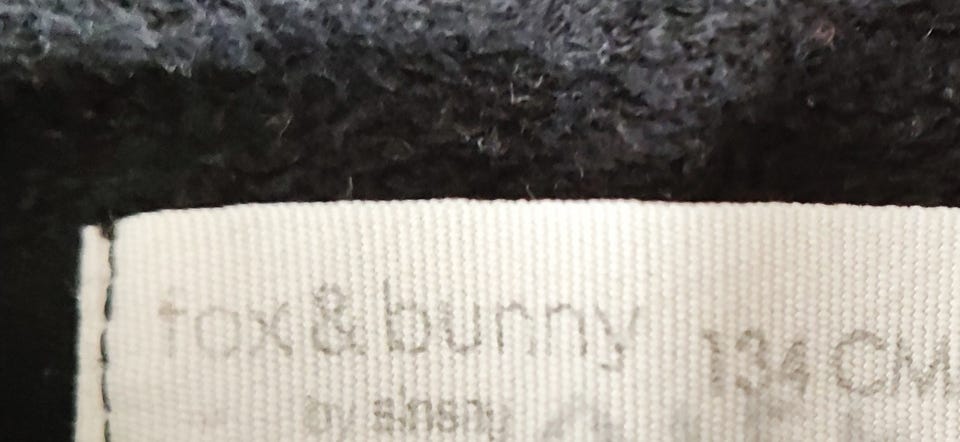 fox & bunny
134 CM
by sinsay